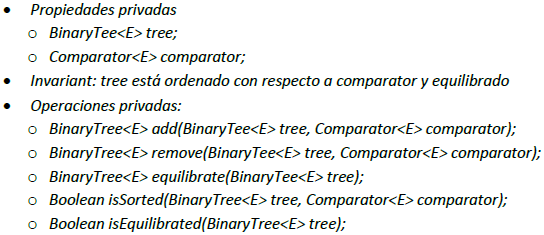 • Propiedades privadas
o BinaryTee<E> tree;
o Comparator<E> comparator;
• Invariant: tree está ordenado con respecto a comparator y equilibrado
• Operaciones privadas:
o BinaryTree<E> add(BinaryTee<E> tree, Comparator<E> comparator);
o BinaryTree<E> remove(BinaryTee<E> tree, Comparator<E> comparator);
o BinaryTree<E> equilibrate(BinaryTee<E> tree);
o Boolean isSorted(BinaryTree<E> tree, Comparator<E> comparator);
o Boolean isEquilibrated(BinaryTree<E> tree);